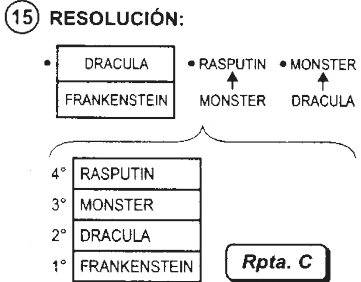 15 RESOLUCIÓN:
• DRACULA • RASPUTIN • MONSTER
FRANKENSTEIN MONSTER DRACULA
4° RASPUTIN
3° MONSTER
2° DRACULA
1° FRANKENSTEIN
Rpta. C